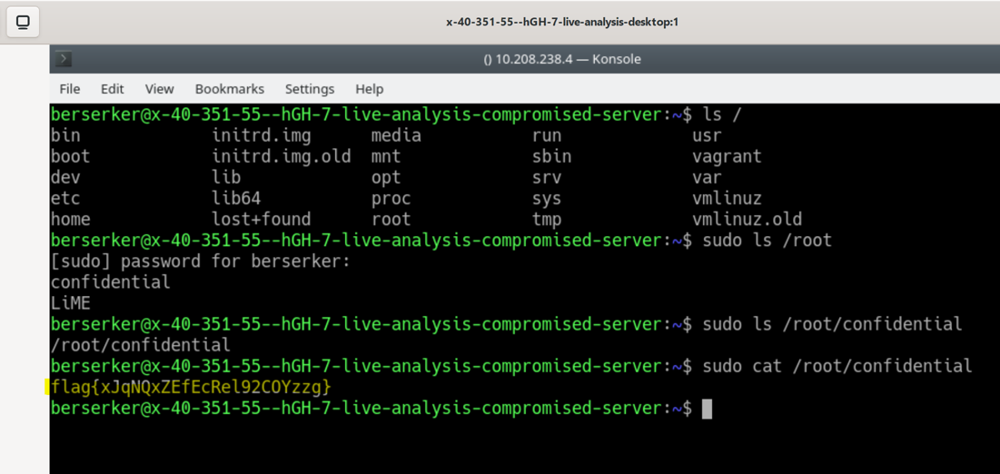 x-40-351-55--hGH-7-live-analysis-desktop:1
() 10.208.238.4 — Konsole
File Edit View Bookmarks Settings Help
berserker@x-40-351-55--hGH-7-live-analysis-compromised-server:~$ ls /
bin initrd.img media run usr
boot initrd.img.old mnt sbin vagrant
dev lib opt srv var
etc lib64 proc sys vmlinuz
home lost+found root tmp vmlinuz.old
berserker@x-40-351-55--hGH-7-live-analysis-compromised-server:~$ sudo ls /root
[sudo] password for berserker:
confidential
LiME
berserker@x-40-351-55--hGH-7-live-analysis-compromised-server:~$ sudo ls /root/confidential
/root/confidential
berserker@x-40-351-55--hGH-7-live-analysis-compromised-server:~$ sudo cat /root/confidential
flag{xJqNQxZEfEcRel92COYzzg}
berserker@x-40-351-55--hGH-7-live-analysis-compromised-server:~$